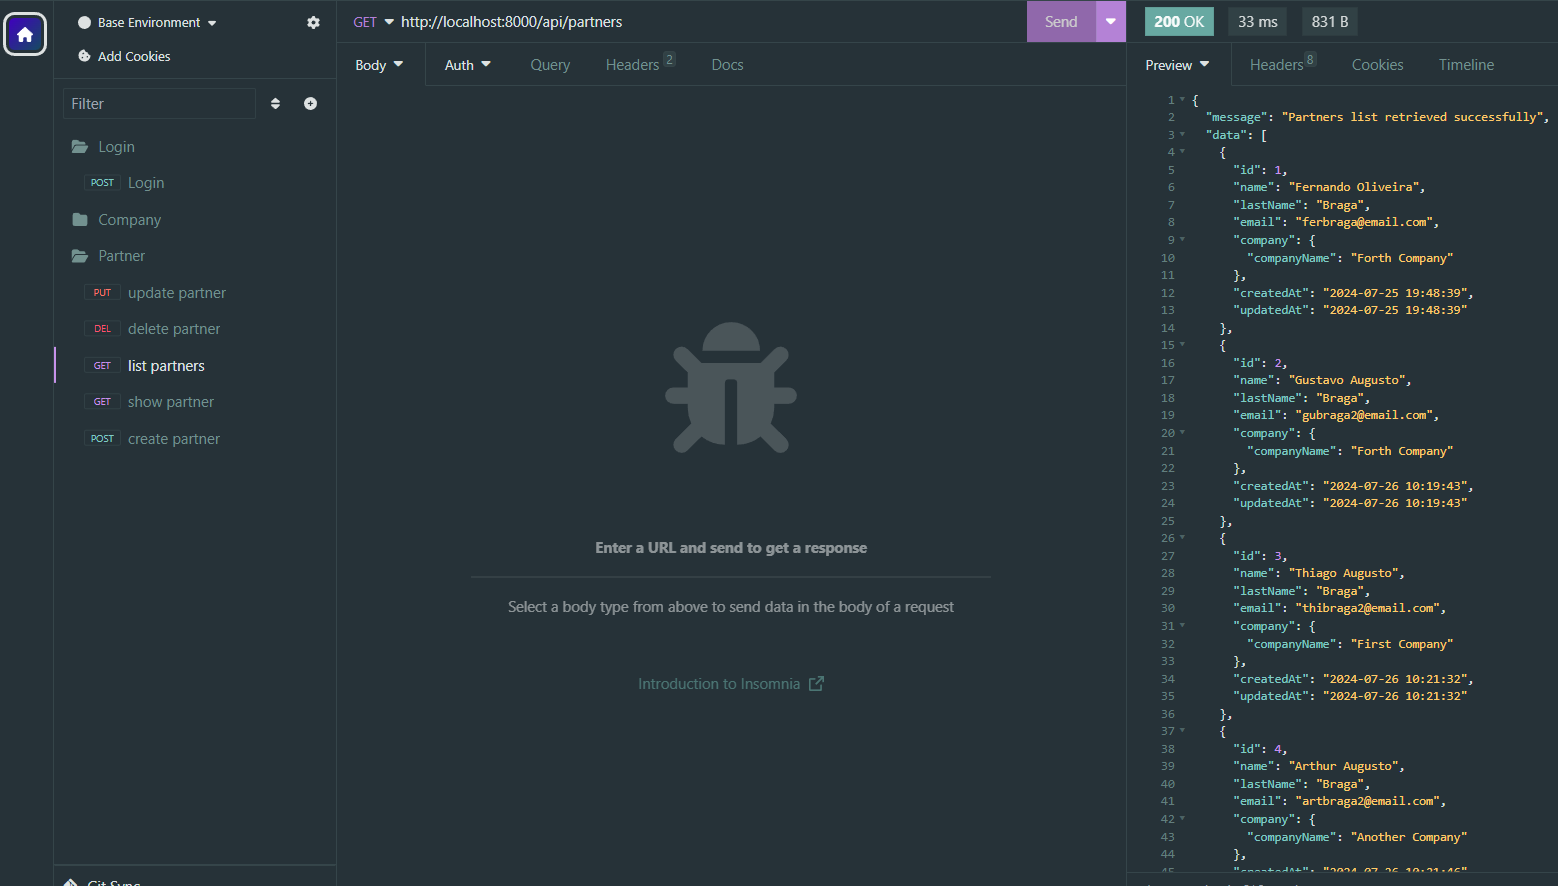 Base Environment
Add Cookies
Filter
Login
POST Login
Company
Partner
PUT update partner
DEL delete partner
GET list partners
GET show partner
POST create partner
GET http://localhost:8000/api/partners
Send
Body
Auth
Query
Headers 2
Docs
Enter a URL and send to get a response
Select a body type from above to send data in the body of a request
Introduction to Insomnia
200 OK
33 ms
831 B
Preview
Headers 8
Cookies
Timeline
1 {
2 "message": "Partners list retrieved successfully",
3 "data": [
4 {
5 "id": 1,
6 "name": "Fernando Oliveira",
7 "lastName": "Braga",
8 "email": "ferbraga@email.com",
9 "company": {
10 "companyName": "Forth Company"
11 },
12 "createdAt": "2024-07-25 19:48:39",
13 "updatedAt": "2024-07-25 19:48:39"
14 },
15 {
16 "id": 2,
17 "name": "Gustavo Augusto",
18 "lastName": "Braga",
19 "email": "gubraga2@email.com",
20 "company": {
21 "companyName": "Forth Company"
22 },
23 "createdAt": "2024-07-26 10:19:43",
24 "updatedAt": "2024-07-26 10:19:43"
25 },
26 {
27 "id": 3,
28 "name": "Thiago Augusto",
29 "lastName": "Braga",
30 "email": "thibraga2@email.com",
31 "company": {
32 "companyName": "First Company"
33 },
34 "createdAt": "2024-07-26 10:21:32",
35 "updatedAt": "2024-07-26 10:21:32"
36 },
37 {
38 "id": 4,
39 "name": "Arthur Augusto",
40 "lastName": "Braga",
41 "email": "artbraga2@email.com",
42 "company": {
43 "companyName": "Another Company"
44 },
45 "createdAt": "2024-07-26 10:21:46"
Git Sync